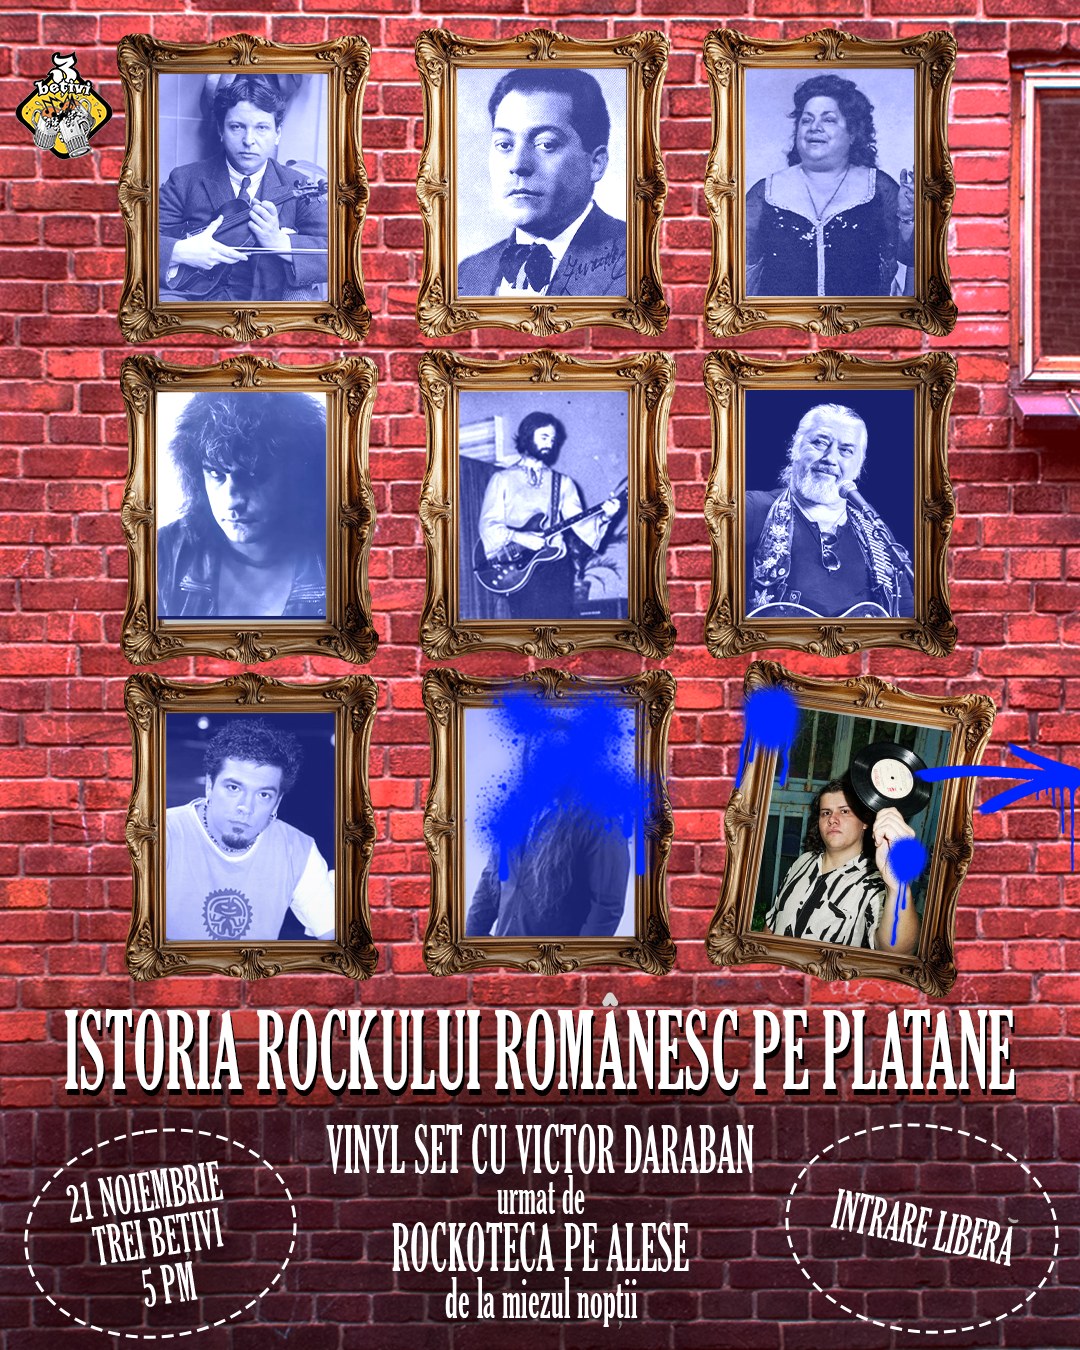 3
betivi
ISTORIA ROCKULUI ROMÂNESC PE PLATANE
VINYL SET CU VICTOR DARABAN
urmat de
ROCKOTECA PE ALESE
de la miezul noptii
21 NOIEMBRIE
TREI BETIVI
5 PM
INTRARE LIBERĂ